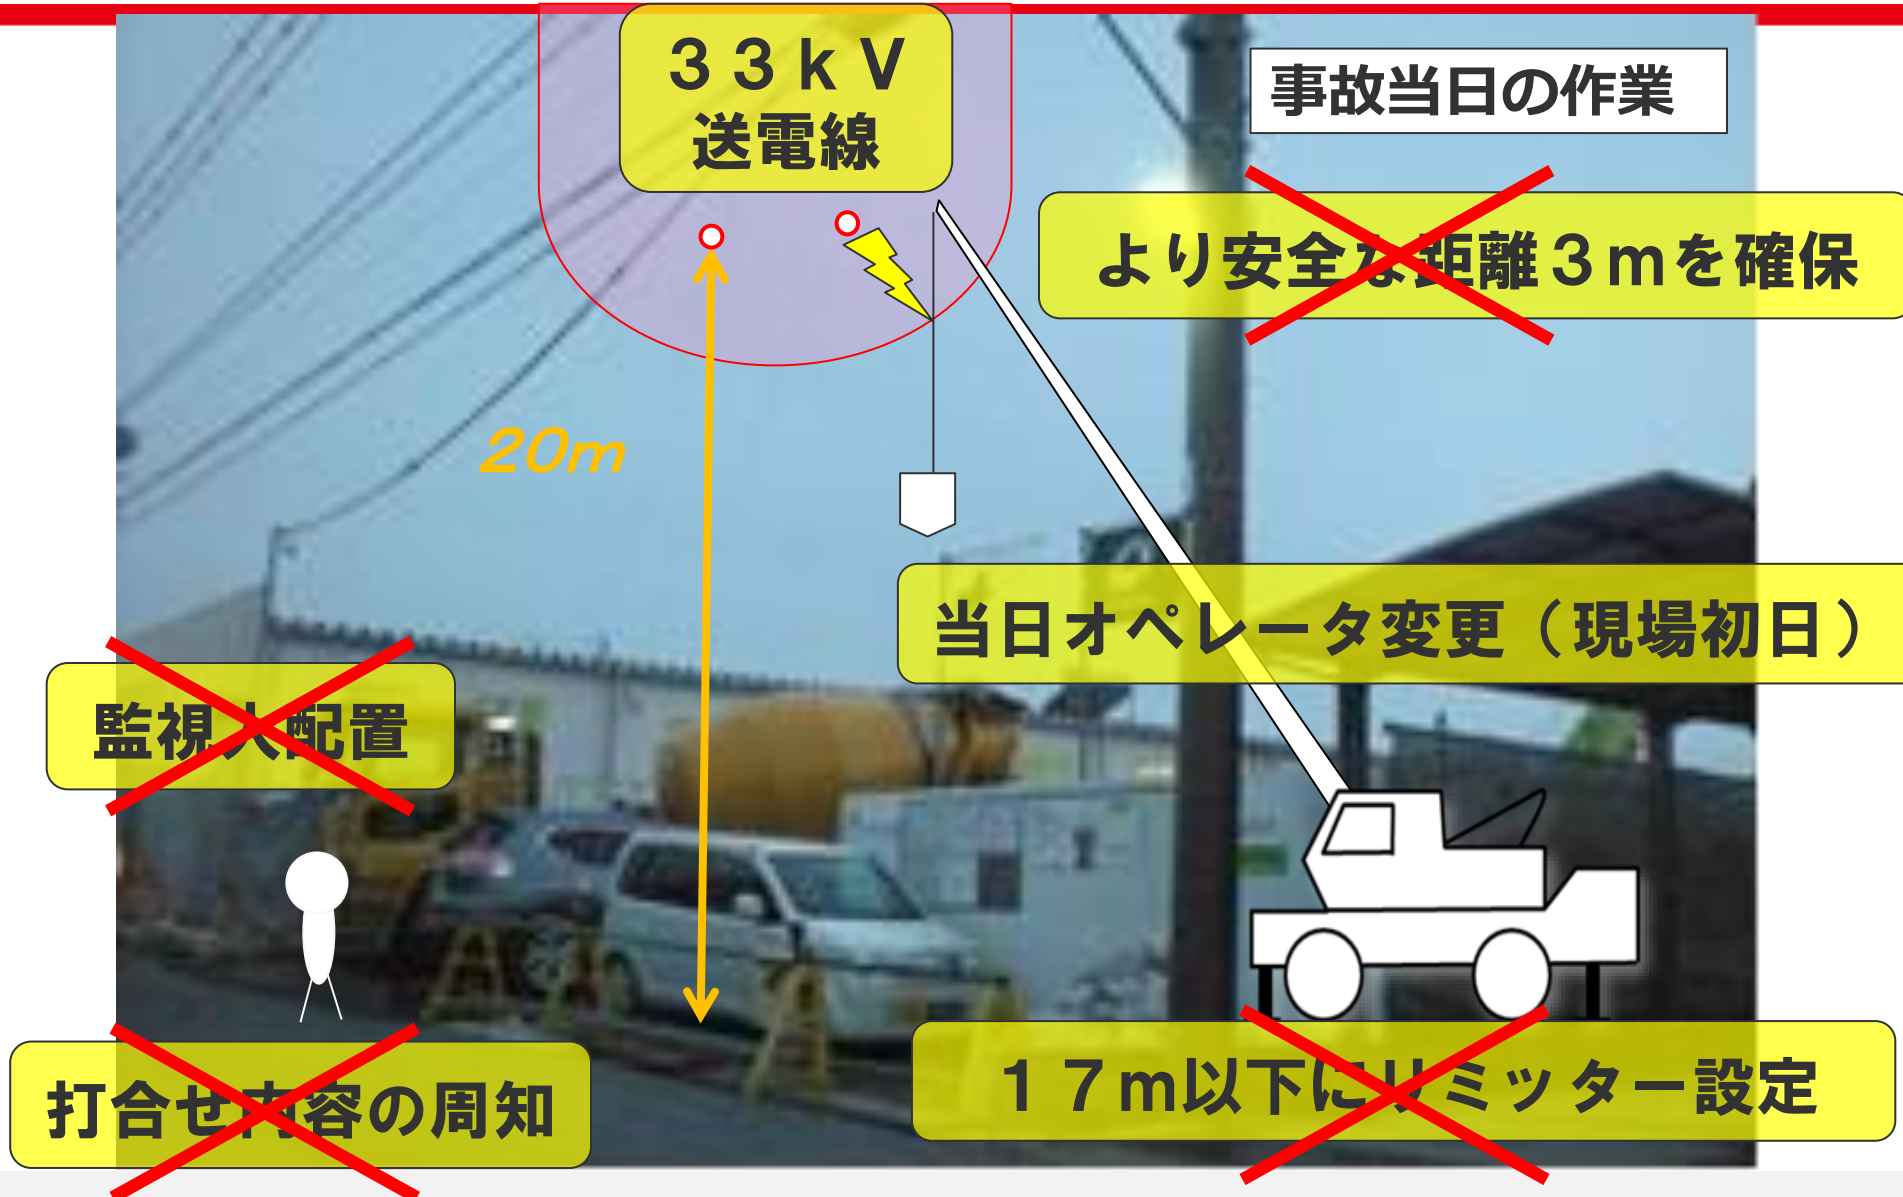 33kV
送電線
事故当日の作業
より安全な距離3mを確保
20m
当日オペレータ変更（現場初日）
監視人配置
打合せ内容の周知
17m以下にリミッター設定